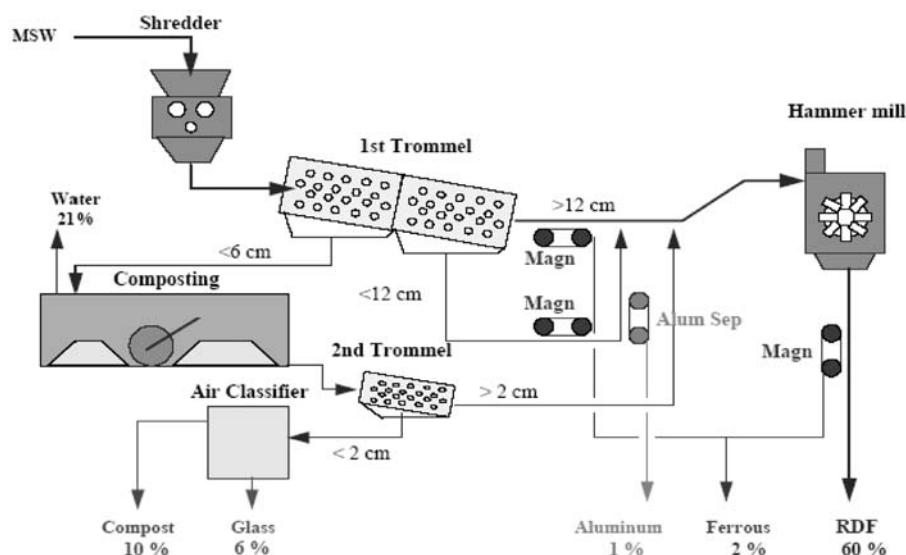 Shredder
MSW
Hammer mill
1st Trommel
Water
21%
>12 cm
<6 cm
Magn
Composting
<12 cm
Magn
Alum Sep
2nd Trommel
Magn
Air Classifier
> 2 cm
< 2 cm
Compost
10 %
Glass
6 %
Aluminum
1 %
Ferrous
2 %
RDF
60 %